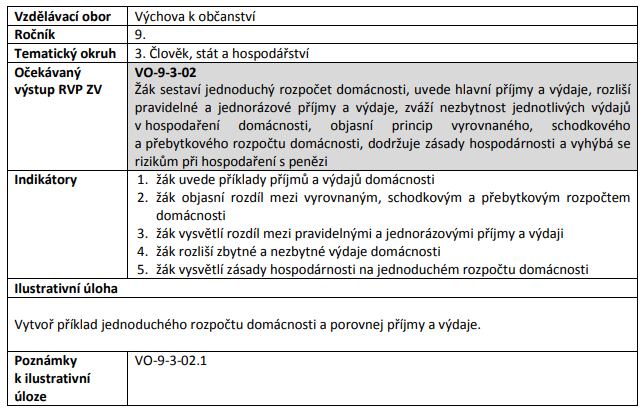 Vzdělávací obor Výchova k občanství
Ročník 9.
Tematický okruh 3. Člověk, stát a hospodářství
Očekávaný VO-9-3-02
výstup RVP ZV Žák sestaví jednoduchý rozpočet domácnosti, uvede hlavní příjmy a výdaje, rozliší
pravidelné a jednorázové příjmy a výdaje, zváží nezbytnost jednotlivých výdajů
v hospodaření domácnosti, objasní princip vyrovnaného, schodkového
a přebytkového rozpočtu domácnosti, dodržuje zásady hospodárnosti a vyhýbá se
rizikům při hospodaření s penězi
Indikátory 1. žák uvede příklady příjmů a výdajů domácnosti
2. žák objasní rozdíl mezi vyrovnaným, schodkovým a přebytkovým rozpočtem
domácnosti
3. žák vysvětlí rozdíl mezi pravidelnými a jednorázovými příjmy a výdaji
4. žák rozliší zbytné a nezbytné výdaje domácnosti
5. žák vysvětlí zásady hospodárnosti na jednoduchém rozpočtu domácnosti
Ilustrativní úloha
Vytvoř příklad jednoduchého rozpočtu domácnosti a porovnej příjmy a výdaje.
Poznámky VO-9-3-02.1
k ilustrativní
úloze